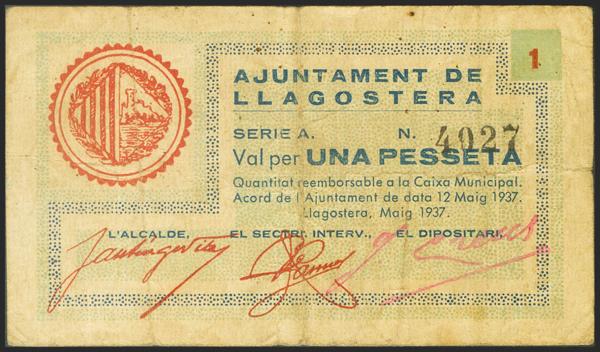 1
AJUNTAMENT DE
LLAGOSTERA
SERIE A. N. 4027
Val per UNA PESSETA
Quantitat reemborsable a la Caixa Municipal.
Acord de l'Ajuntament de data 12 Maig 1937.
Llagostera, Maig 1937.
L'ALCALDE, EL SECTRI. INTERV., EL DIPOSITARI,